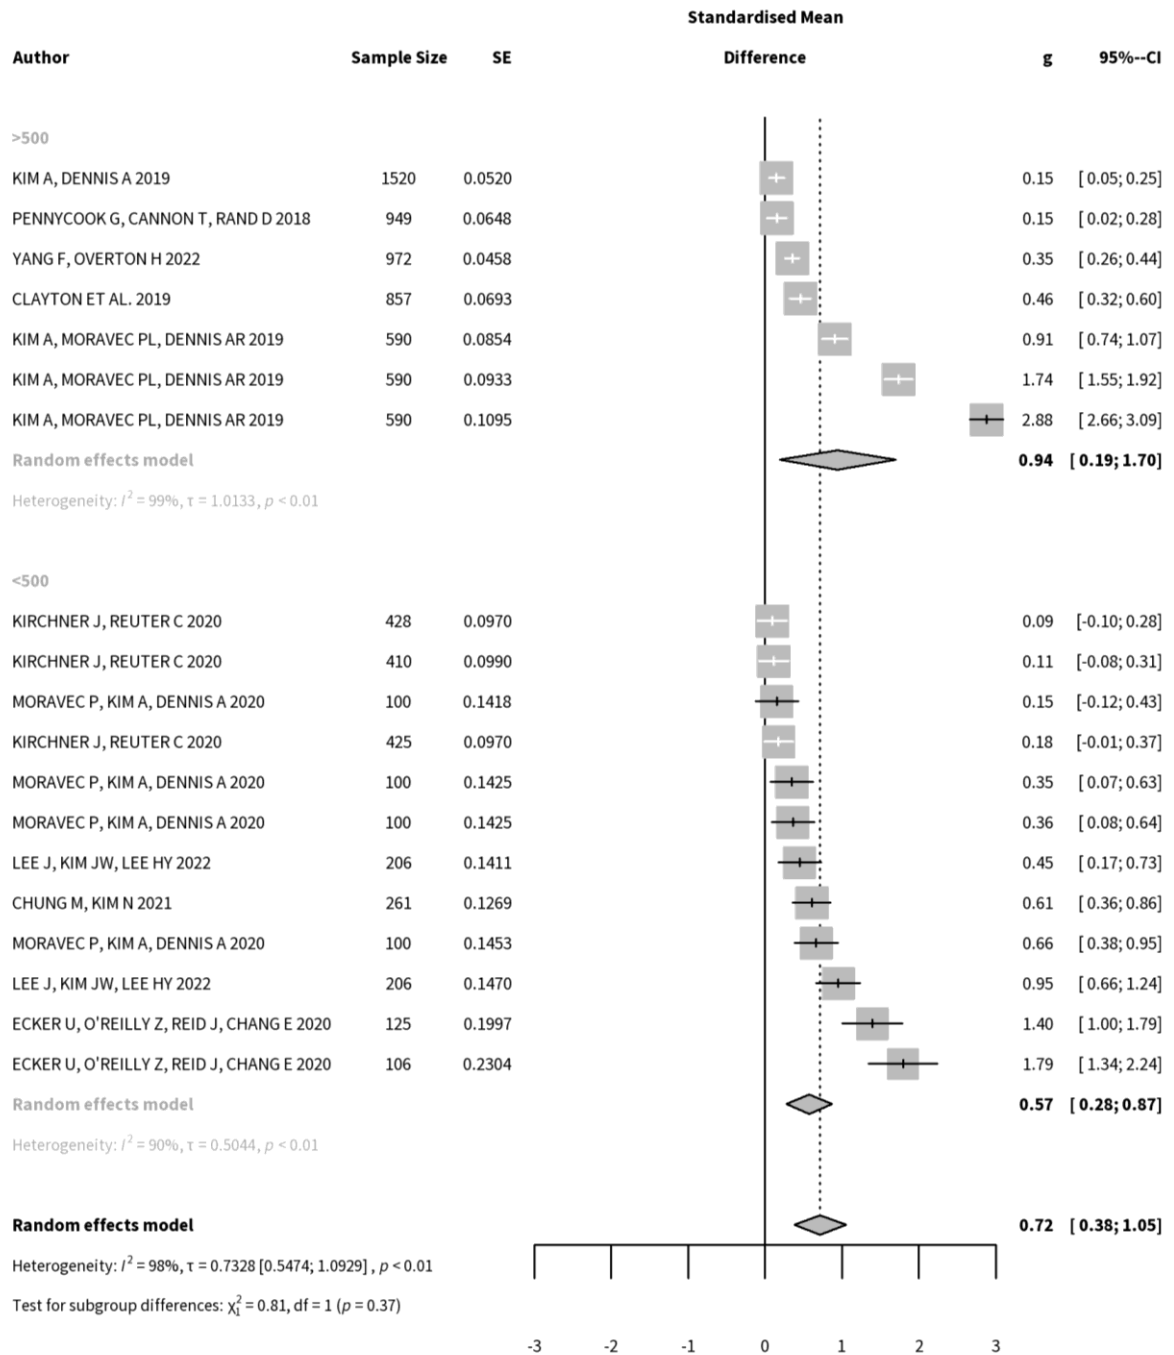 Standardised Mean
Author Sample Size SE Difference g 95%--CI
>500
KIM A, DENNIS A 2019 1520 0.0520 0.15 [ 0.05; 0.25]
PENNYCOOK G, CANNON T, RAND D 2018 949 0.0648 0.15 [ 0.02; 0.28]
YANG F, OVERTON H 2022 972 0.0458 0.35 [ 0.26; 0.44]
CLAYTON ET AL. 2019 857 0.0693 0.46 [ 0.32; 0.60]
KIM A, MORAVEC PL, DENNIS AR 2019 590 0.0854 0.91 [ 0.74; 1.07]
KIM A, MORAVEC PL, DENNIS AR 2019 590 0.0933 1.74 [ 1.55; 1.92]
KIM A, MORAVEC PL, DENNIS AR 2019 590 0.1095 2.88 [ 2.66; 3.09]
Random effects model 0.94 [ 0.19; 1.70]
Heterogeneity: I² = 99%, τ = 1.0133, p < 0.01
<500
KIRCHNER J, REUTER C 2020 428 0.0970 0.09 [-0.10; 0.28]
KIRCHNER J, REUTER C 2020 410 0.0990 0.11 [-0.08; 0.31]
MORAVEC P, KIM A, DENNIS A 2020 100 0.1418 0.15 [-0.12; 0.43]
KIRCHNER J, REUTER C 2020 425 0.0970 0.18 [-0.01; 0.37]
MORAVEC P, KIM A, DENNIS A 2020 100 0.1425 0.35 [ 0.07; 0.63]
MORAVEC P, KIM A, DENNIS A 2020 100 0.1425 0.36 [ 0.08; 0.64]
LEE J, KIM JW, LEE HY 2022 206 0.1411 0.45 [ 0.17; 0.73]
CHUNG M, KIM N 2021 261 0.1269 0.61 [ 0.36; 0.86]
MORAVEC P, KIM A, DENNIS A 2020 100 0.1453 0.66 [ 0.38; 0.95]
LEE J, KIM JW, LEE HY 2022 206 0.1470 0.95 [ 0.66; 1.24]
ECKER U, O'REILLY Z, REID J, CHANG E 2020 125 0.1997 1.40 [ 1.00; 1.79]
ECKER U, O'REILLY Z, REID J, CHANG E 2020 106 0.2304 1.79 [ 1.34; 2.24]
Random effects model 0.57 [ 0.28; 0.87]
Heterogeneity: I² = 90%, τ = 0.5044, p < 0.01
Random effects model 0.72 [ 0.38; 1.05]
Heterogeneity: I² = 98%, τ = 0.7328 [0.5474; 1.0929] , p < 0.01
Test for subgroup differences: χ₁² = 0.81, df = 1 (p = 0.37)
-3 -2 -1 0 1 2 3